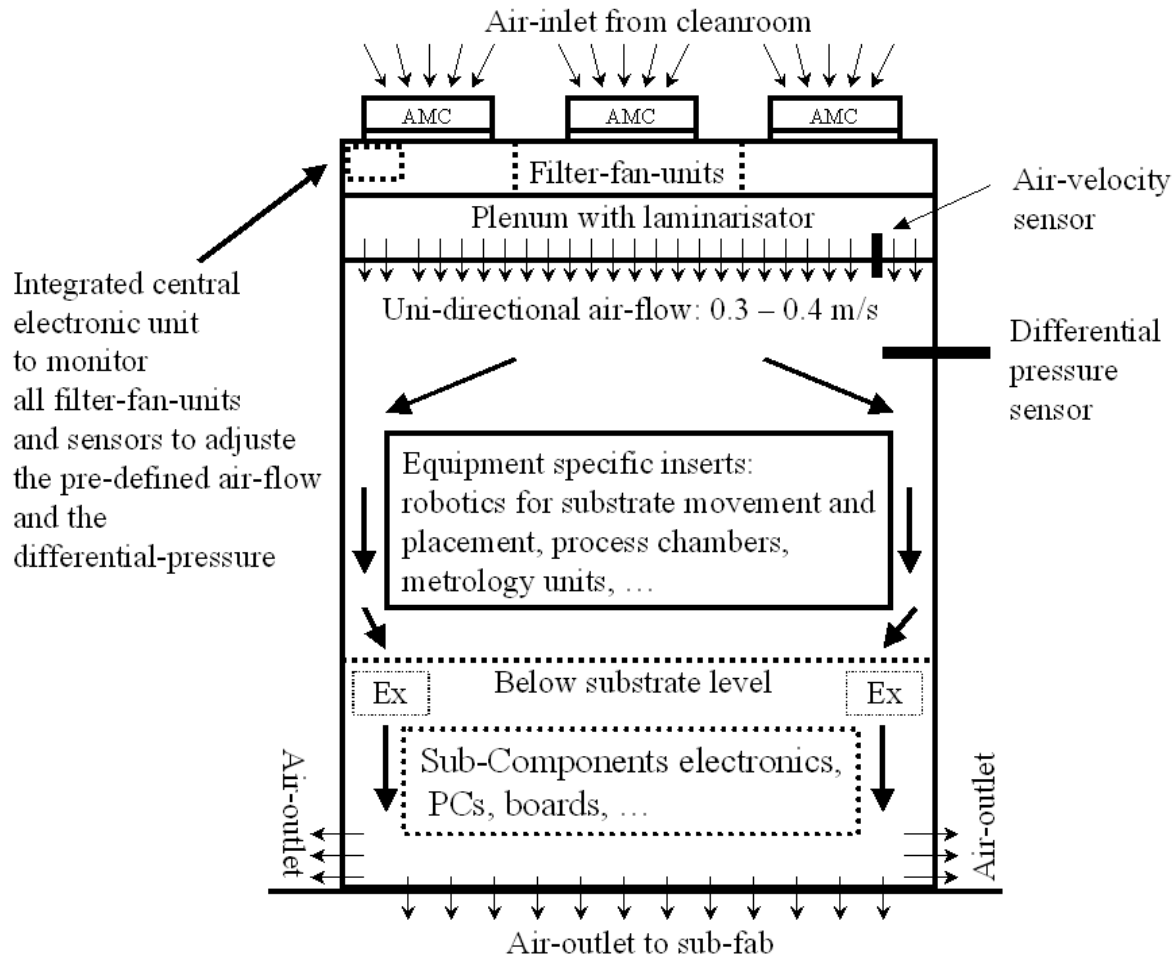 Air-inlet from cleanroom
AMC
AMC
AMC
Filter-fan-units
Plenum with laminarisator
Air-velocity
sensor
Integrated central
electronic unit
to monitor
all filter-fan-units
and sensors to adjuste
the pre-defined air-flow
and the
differential-pressure
Uni-directional air-flow: 0.3 – 0.4 m/s
Differential
pressure
sensor
Equipment specific inserts:
robotics for substrate movement and
placement, process chambers,
metrology units, …
Below substrate level
Ex
Ex
Sub-Components electronics,
PCs, boards, …
Air-outlet
Air-outlet
Air-outlet to sub-fab